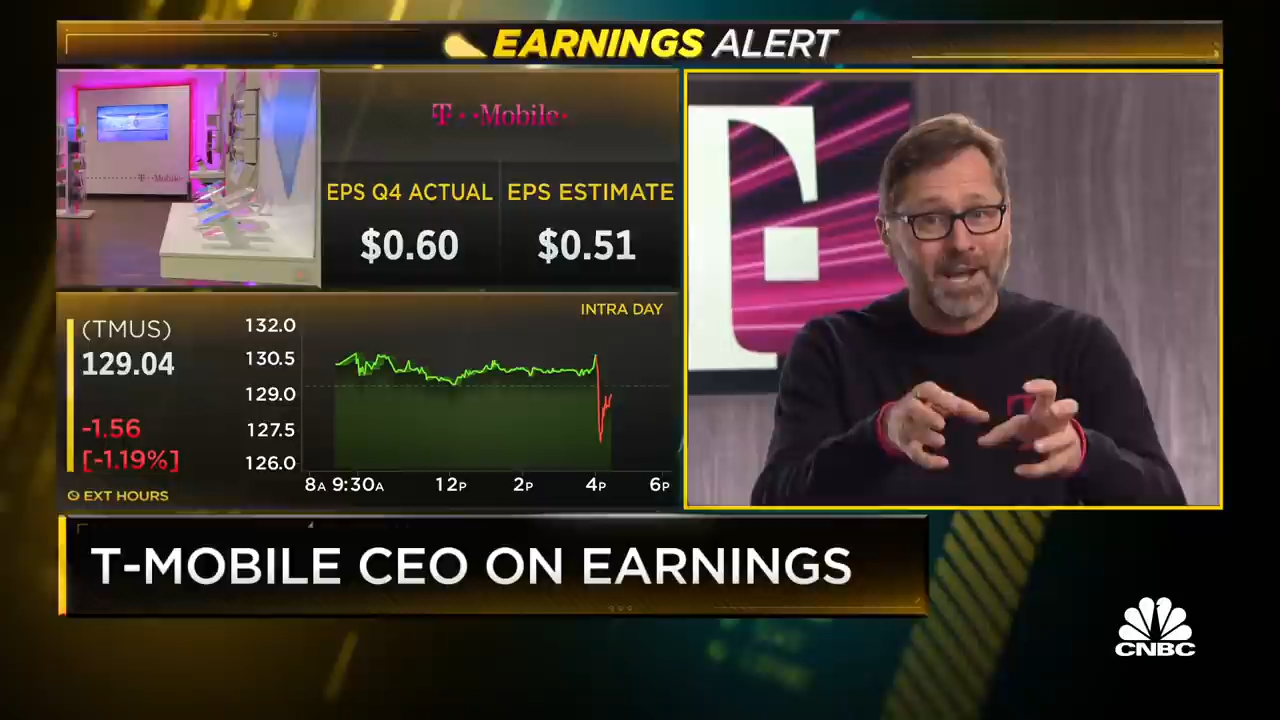 EARNINGS ALERT
T··Mobile·
T··Mobile·
EPS Q4 ACTUAL
$0.60
EPS ESTIMATE
$0.51
INTRA DAY
(TMUS)
129.04
-1.56
[-1.19%]
EXT HOURS
132.0
130.5
129.0
127.5
126.0
8A 9:30A 12P 2P 4P 6P
T
T-MOBILE CEO ON EARNINGS
CNBC